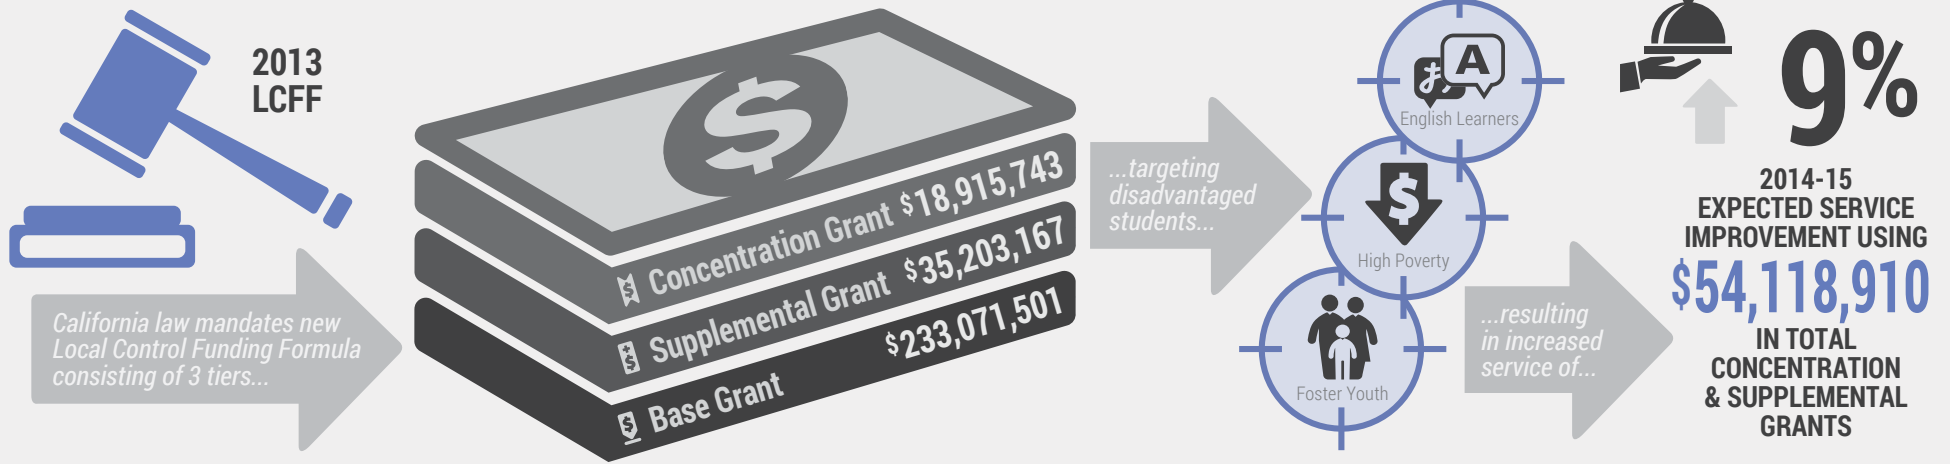 2013
LCFF
California law mandates new
Local Control Funding Formula
consisting of 3 tiers...
$
Concentration Grant $18,915,743
Supplemental Grant $35,203,167
Base Grant $233,071,501
...targeting
disadvantaged
students...
A
English Learners
$
High Poverty
Foster Youth
...resulting
in increased
service of...
9%
2014-15
EXPECTED SERVICE
IMPROVEMENT USING
$54,118,910
IN TOTAL
CONCENTRATION
& SUPPLEMENTAL
GRANTS